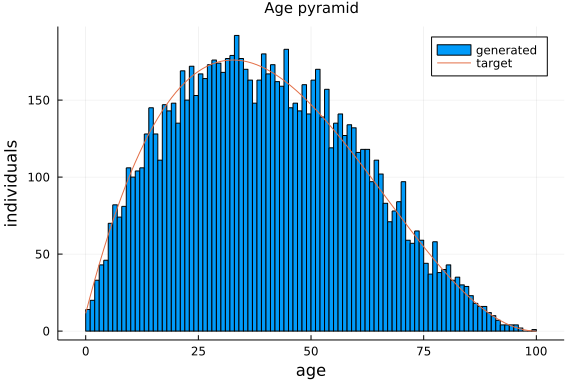 Age pyramid
generated
target
individuals
150
100
50
0
0 25 50 75 100
age